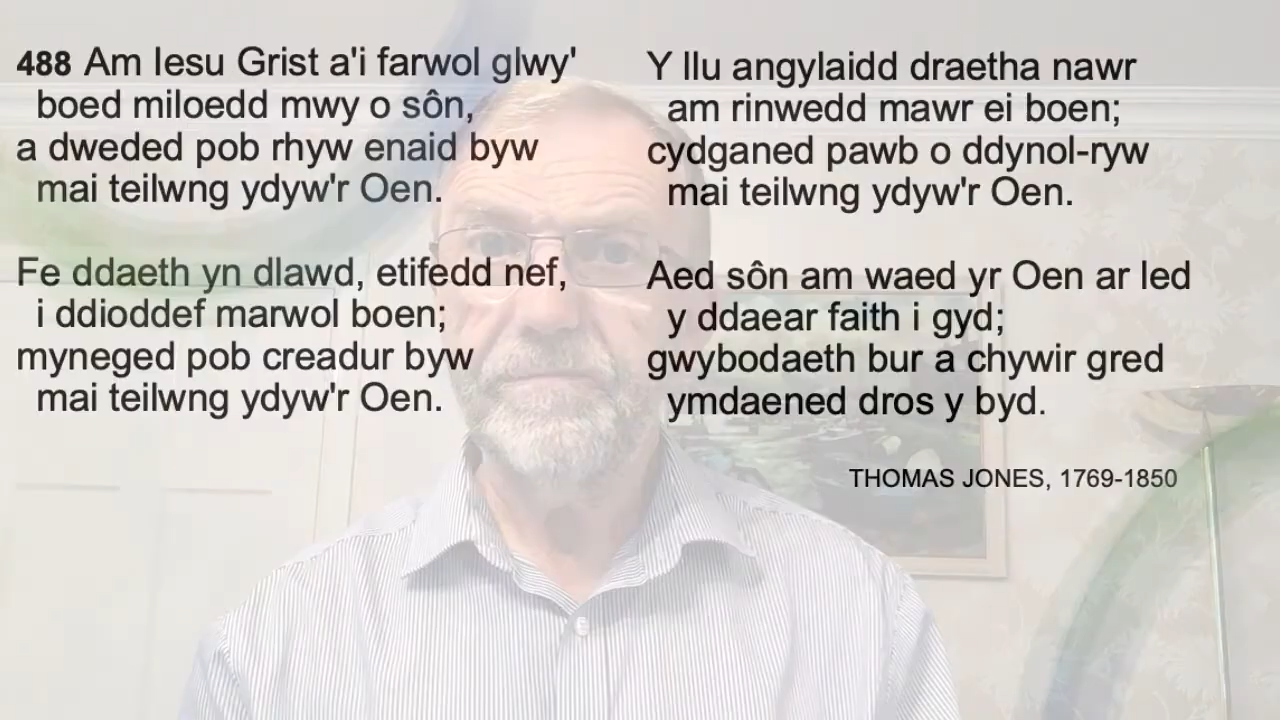 488 Am Iesu Grist a'i farwol glwy'
boed miloedd mwy o sôn,
a dweded pob rhyw enaid byw
mai teilwng ydyw'r Oen.
Fe ddaeth yn dlawd, etifedd nef,
i ddioddef marwol boen;
myneged pob creadur byw
mai teilwng ydyw'r Oen.
Y llu angylaidd draetha nawr
am rinwedd mawr ei boen;
cydganed pawb o ddynol-ryw
mai teilwng ydyw'r Oen.
Aed sôn am waed yr Oen ar led
y ddaear faith i gyd;
gwybodaeth bur a chywir gred
ymdaened dros y byd.
THOMAS JONES, 1769-1850